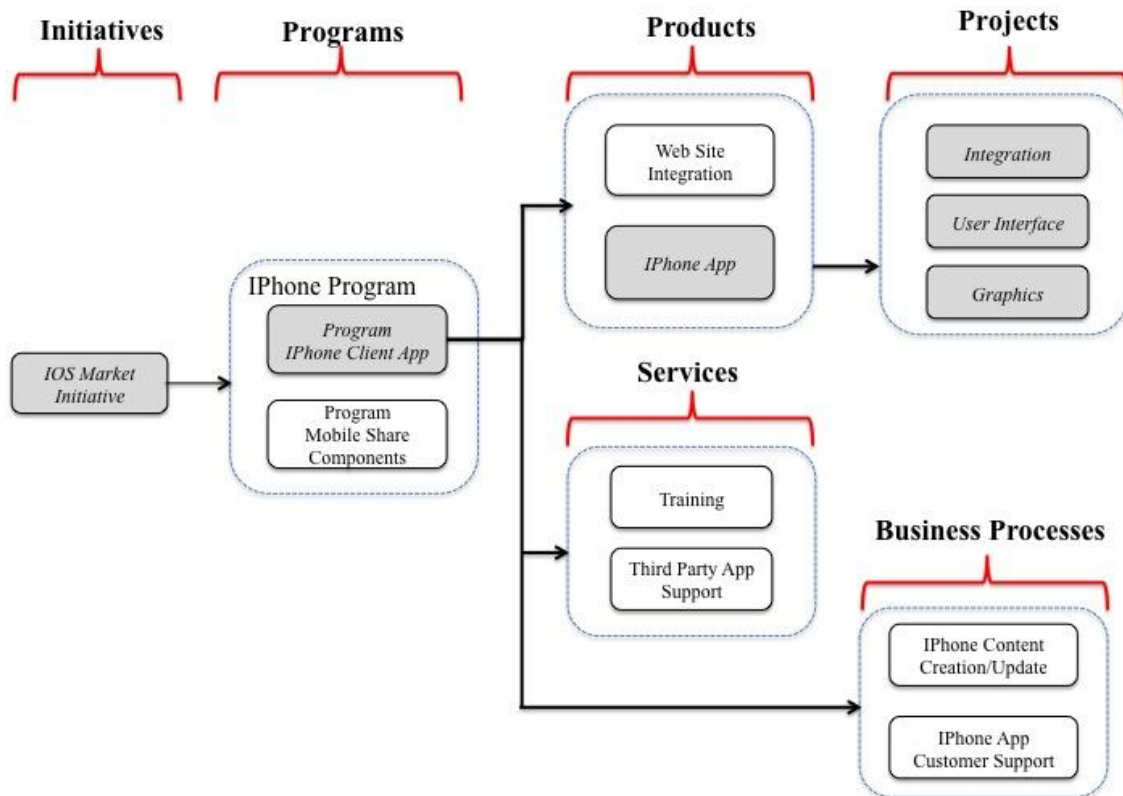 Initiatives
Programs
Products
Projects
Web Site
Integration
IPhone App
Integration
User Interface
Graphics
IPhone Program
Program
IPhone Client App
Program
Mobile Share
Components
IOS Market
Initiative
Services
Training
Third Party App
Support
Business Processes
IPhone Content
Creation/Update
IPhone App
Customer Support